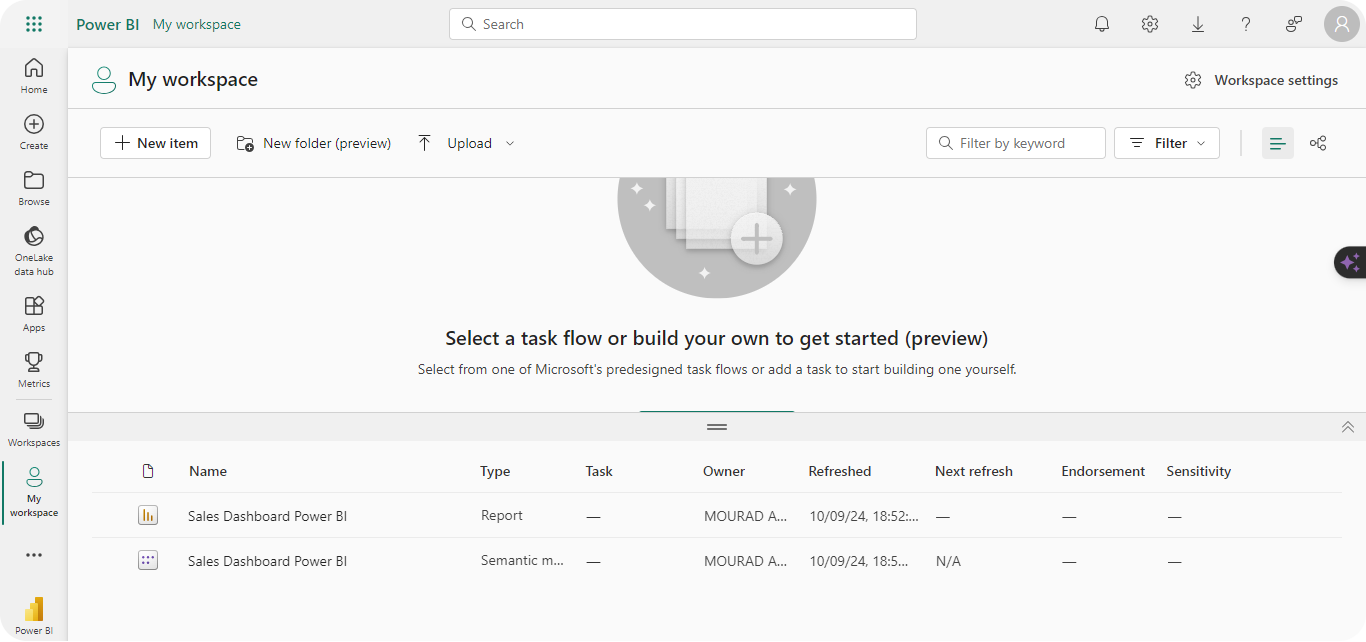 Power BI My workspace Search
Home
Create
Browse
OneLake
data hub
Apps
Metrics
Workspaces
My
workspace
Power BI
My workspace Workspace settings
New item New folder (preview) Upload Filter by keyword Filter
Select a task flow or build your own to get started (preview)
Select from one of Microsoft's predesigned task flows or add a task to start building one yourself.
Name Type Task Owner Refreshed Next refresh Endorsement Sensitivity
Sales Dashboard Power BI Report — MOURAD A... 10/09/24, 18:52:... — — —
Sales Dashboard Power BI Semantic m... — MOURAD A... 10/09/24, 18:5... N/A — —